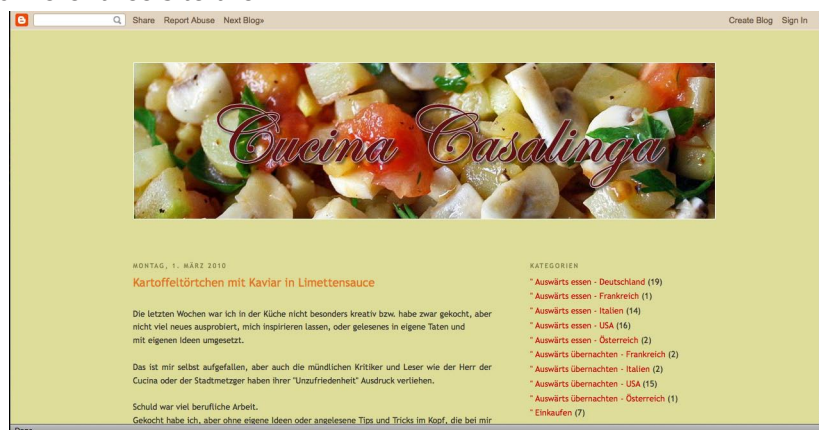 Share Report Abuse Next Blog» Create Blog Sign In
Cucina Casalinga
MONTAG, 1. MÄRZ 2010
Kartoffeltörtchen mit Kaviar in Limettensauce
Die letzten Wochen war ich in der Küche nicht besonders kreativ bzw. habe zwar gekocht, aber
nicht viel neues ausprobiert, mich inspirieren lassen, oder gelesenes in eigene Taten und
mit eigenen Ideen umgesetzt.
Das ist mir selbst aufgefallen, aber auch die mündlichen Kritiker und Leser wie der Herr der
Cucina oder der Stadtmetzger haben ihrer "Unzufriedenheit" Ausdruck verliehen.
Schuld war viel berufliche Arbeit.
Gekocht habe ich, aber ohne eigene Ideen oder angelesene Tips und Tricks im Kopf, die bei mir
KATEGORIEN
" Auswärts essen - Deutschland (19)
" Auswärts essen - Frankreich (1)
" Auswärts essen - Italien (14)
" Auswärts essen - USA (16)
" Auswärts essen - Österreich (2)
" Auswärts übernachten - Frankreich (2)
" Auswärts übernachten - Italien (2)
" Auswärts übernachten - USA (15)
" Auswärts übernachten - Österreich (1)
" Einkaufen (7)